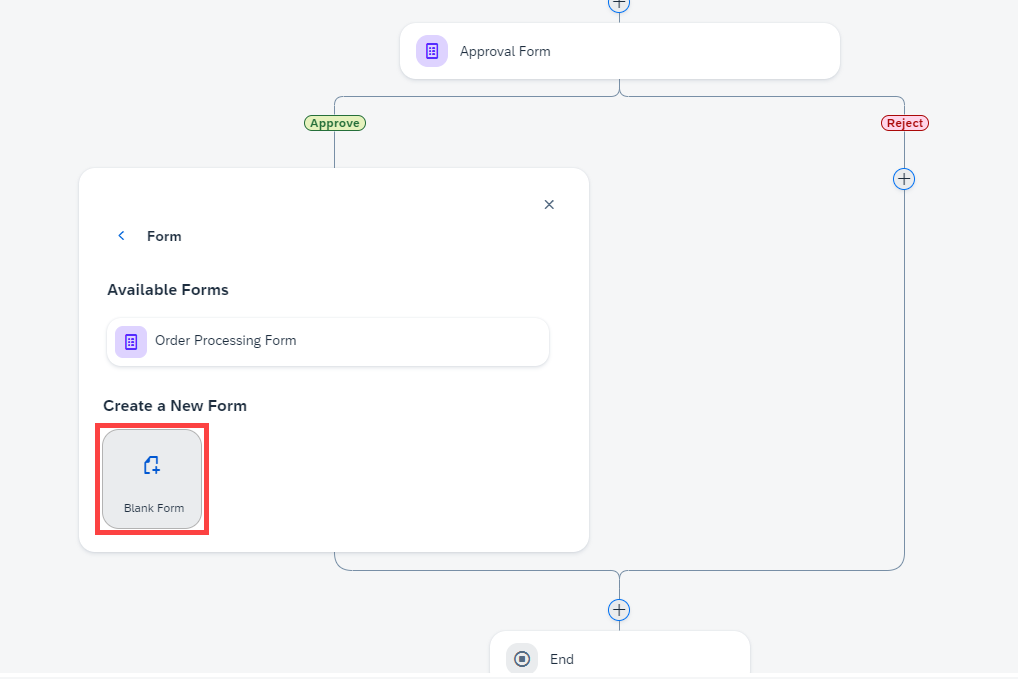 Approval Form
Approve
Reject
Form
Available Forms
Order Processing Form
Create a New Form
Blank Form
End